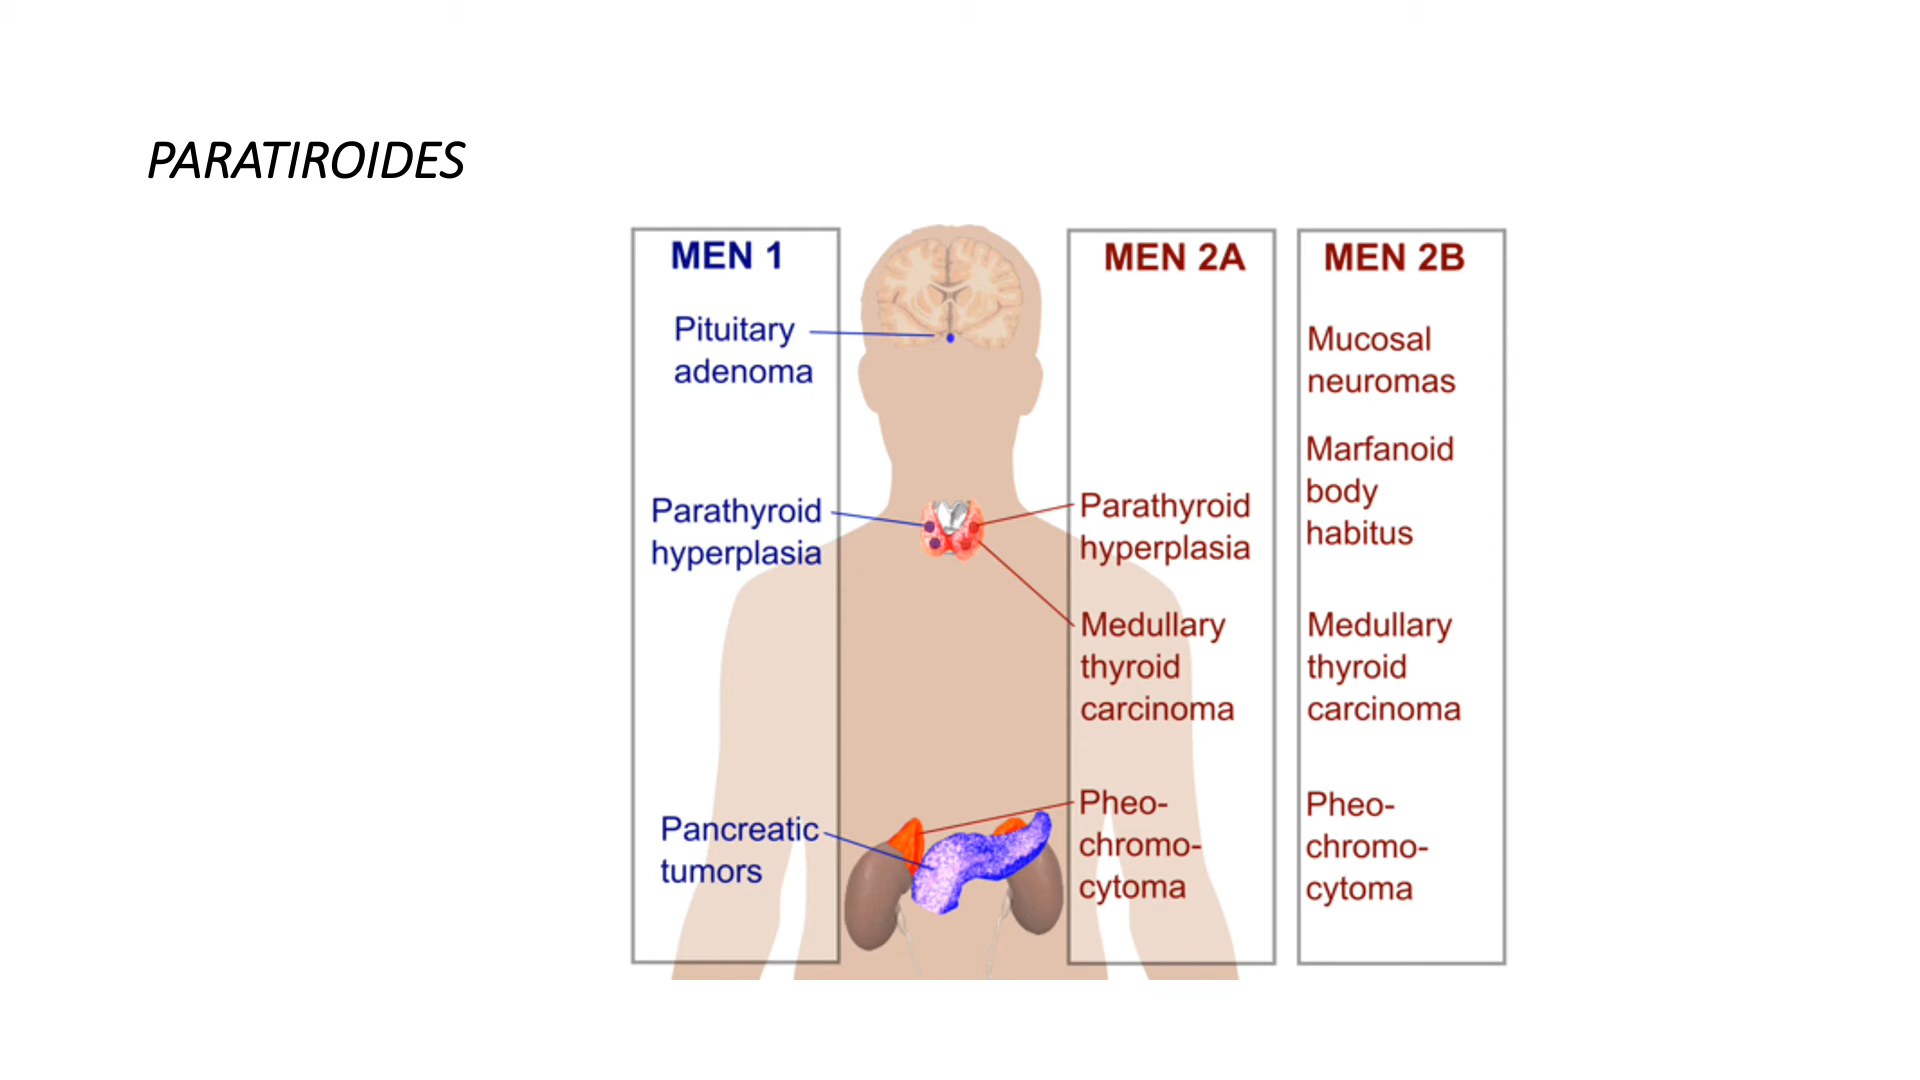 PARATIROIDES
MEN 1
Pituitary
adenoma
Parathyroid
hyperplasia
Pancreatic
tumors
MEN 2A
Parathyroid
hyperplasia
Medullary
thyroid
carcinoma
Pheo-
chromo-
cytoma
MEN 2B
Mucosal
neuromas
Marfanoid
body
habitus
Medullary
thyroid
carcinoma
Pheo-
chromo-
cytoma